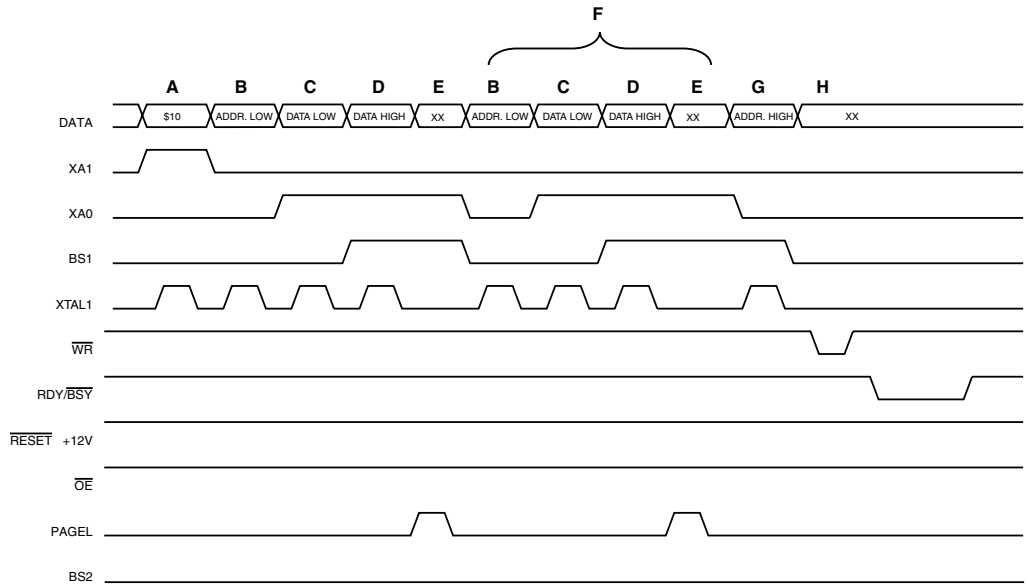 F
A B C D E B C D E G H
DATA $10 ADDR. LOW DATA LOW DATA HIGH XX ADDR. LOW DATA LOW DATA HIGH XX ADDR. HIGH XX
XA1
XA0
BS1
XTAL1
WR
RDY/BSY
RESET +12V
OE
PAGEL
BS2